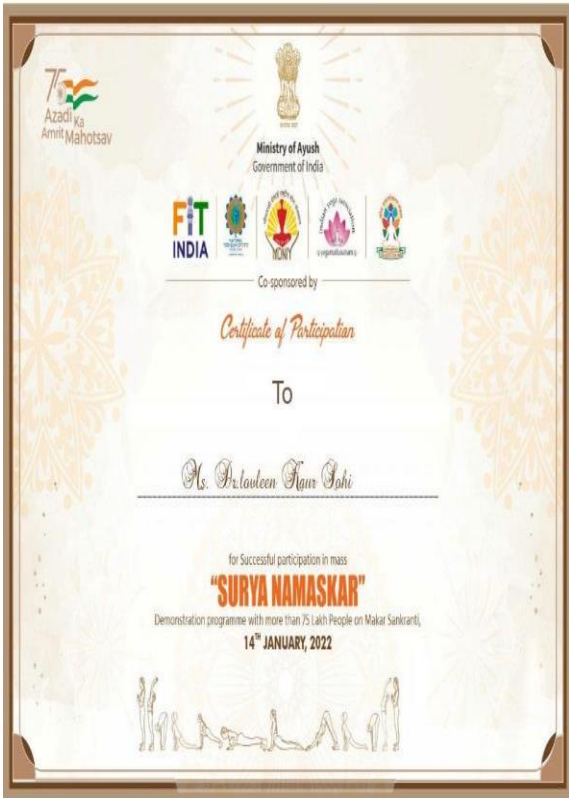 75
Azadi Ka
Amrit Mahotsav
Ministry of Ayush
Government of India
FIT
INDIA
MDNIY
Co-sponsored by
Certificate of Participation
To
Ms. Dr.lovleen Kaur Sohi
for Successful participation in mass
“SURYA NAMASKAR”
Demonstration programme with more than 75 Lakh People on Makar Sankranti,
14TH JANUARY, 2022